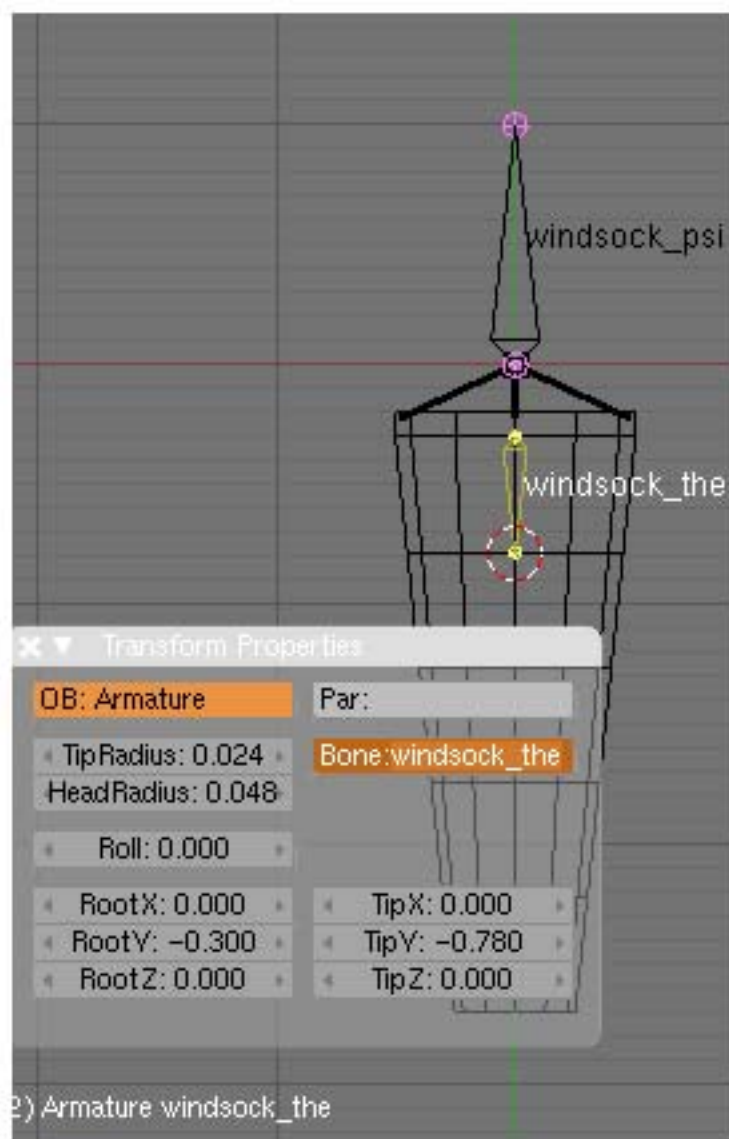 windsock_psi
windsock_the
Transform Properties
OB: Armature
Par:
TipRadius: 0.024
Bone:windsock_the
HeadRadius: 0.048
Roll: 0.000
RootX: 0.000
TipX: 0.000
RootY: -0.300
TipY: -0.780
RootZ: 0.000
TipZ: 0.000
2) Armature windsock_the